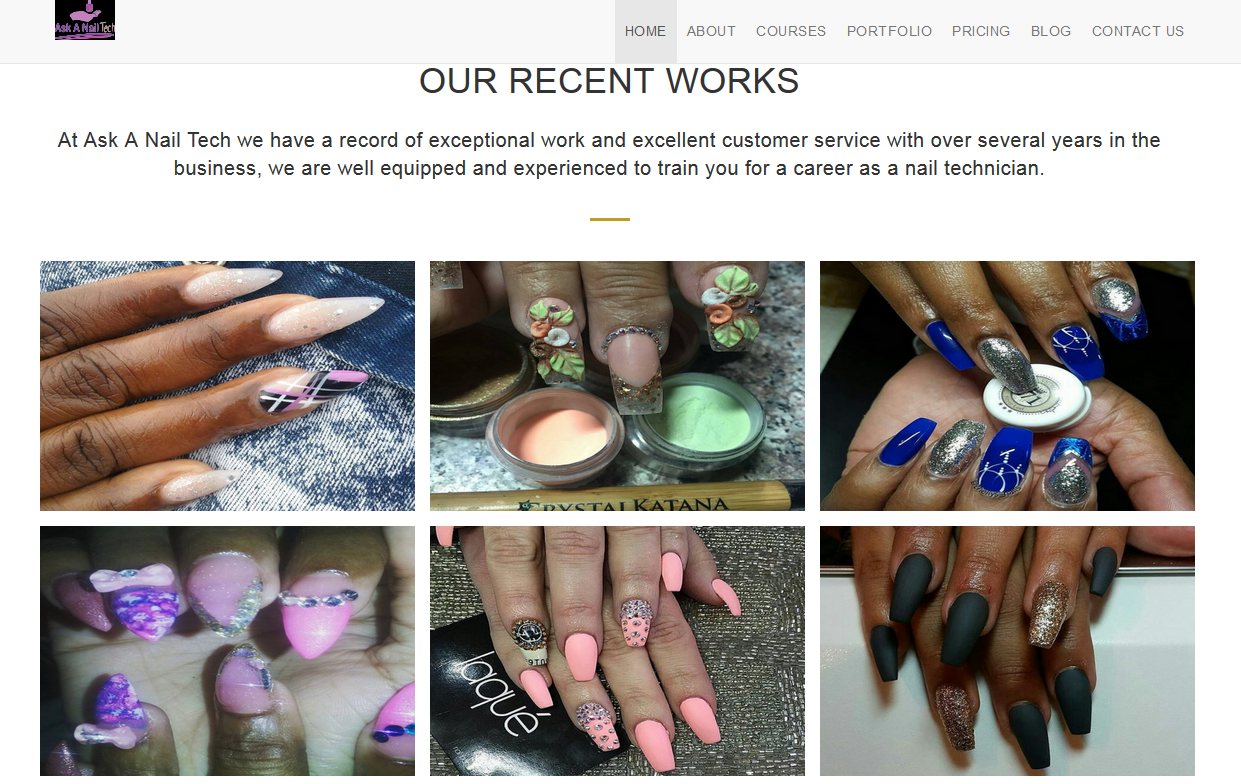 Ask A Nail Tech
HOME
ABOUT
COURSES
PORTFOLIO
PRICING
BLOG
CONTACT US
OUR RECENT WORKS
At Ask A Nail Tech we have a record of exceptional work and excellent customer service with over several years in the
business, we are well equipped and experienced to train you for a career as a nail technician.
CRYSTAL KATANA
laqué